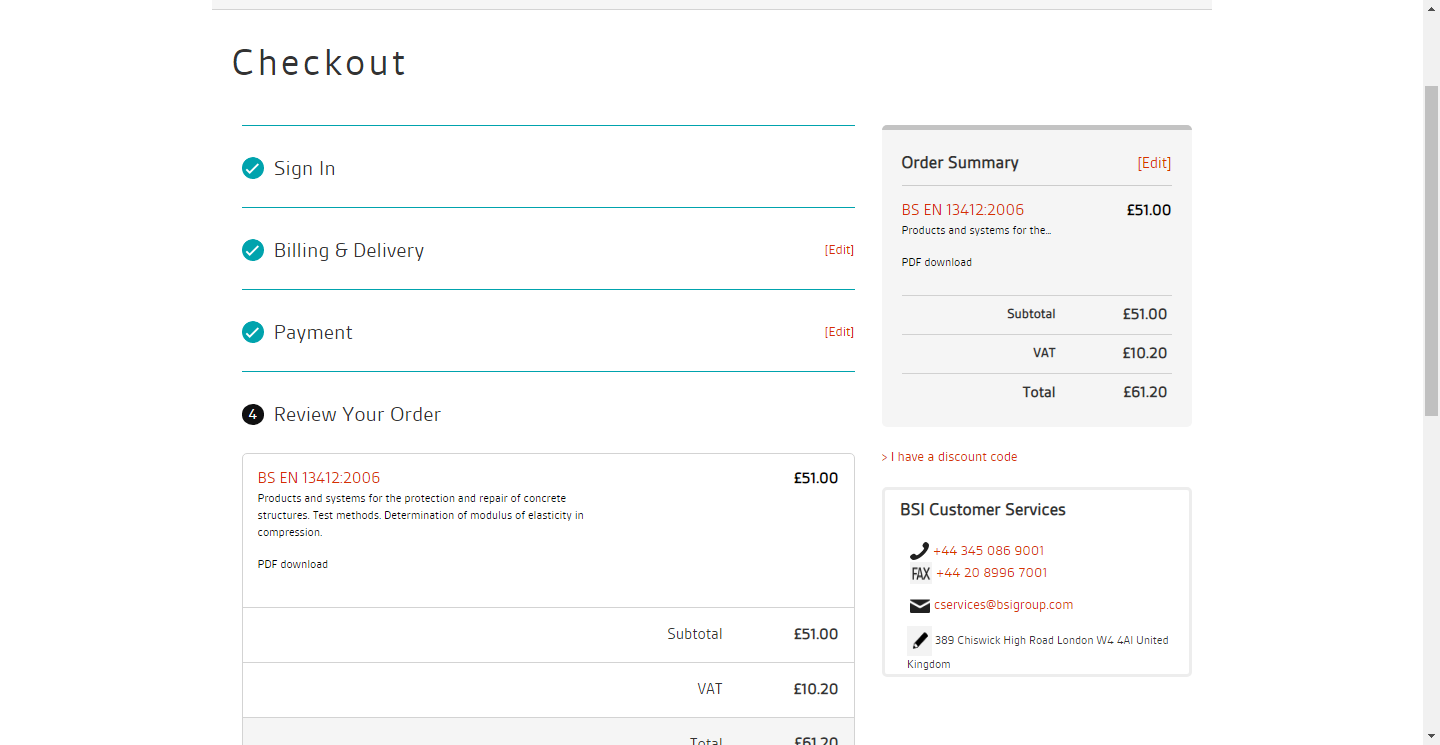 Checkout
Sign In
Billing & Delivery
[Edit]
Payment
[Edit]
4 Review Your Order
BS EN 13412:2006 £51.00
Products and systems for the protection and repair of concrete
structures. Test methods. Determination of modulus of elasticity in
compression.
PDF download
Subtotal £51.00
VAT £10.20
Total £61.20
Order Summary [Edit]
BS EN 13412:2006 £51.00
Products and systems for the...
PDF download
Subtotal £51.00
VAT £10.20
Total £61.20
> I have a discount code
BSI Customer Services
+44 345 086 9001
FAX +44 20 8996 7001
cservices@bsigroup.com
389 Chiswick High Road London W4 4Al United
Kingdom